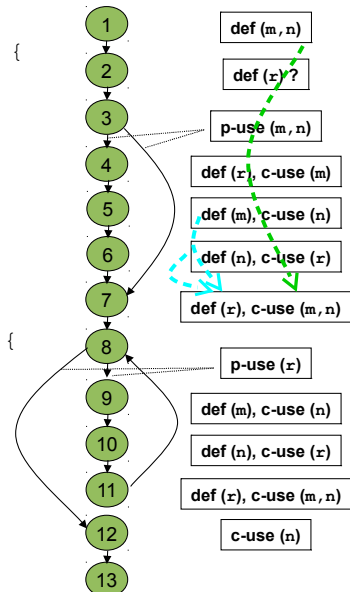 1
def (m,n)
{
2
def (r) ?
3
p-use (m,n)
4
def (r), c-use (m)
5
def (m), c-use (n)
6
def (n), c-use (r)
7
def (r), c-use (m,n)
{
8
p-use (r)
9
def (m), c-use (n)
10
def (n), c-use (r)
11
def (r), c-use (m,n)
12
c-use (n)
13